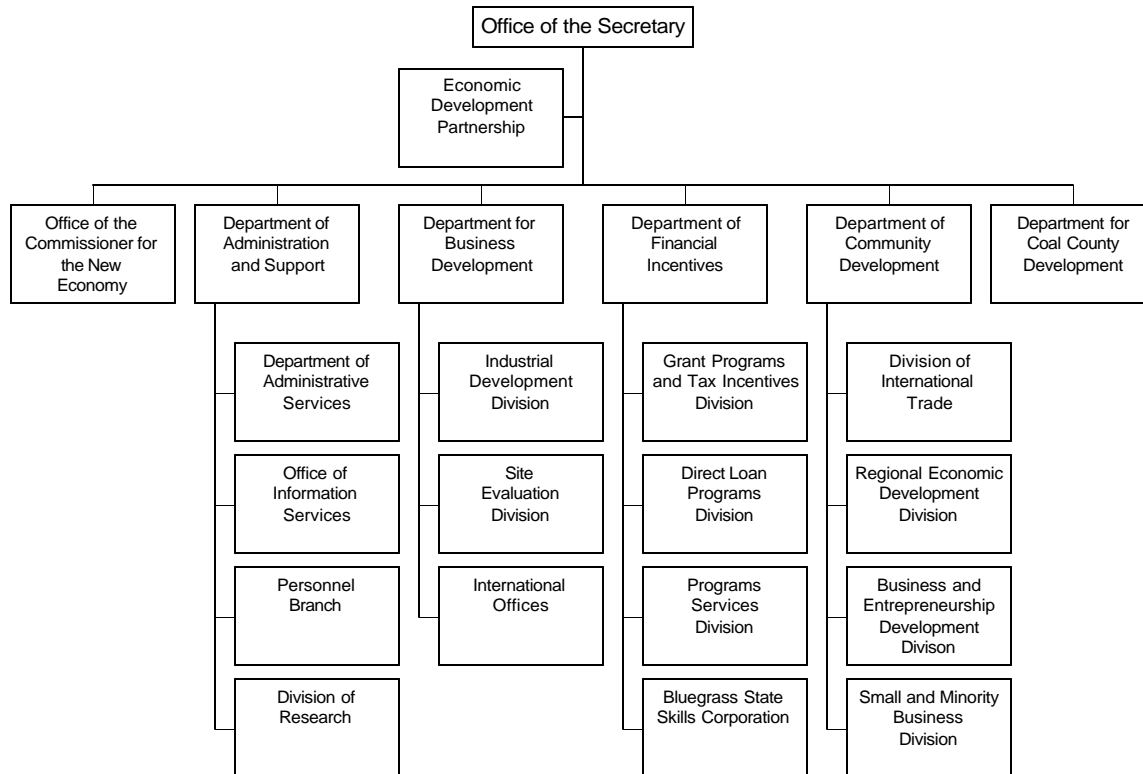 Office of the Secretary
Economic
Development
Partnership
Office of the
Commissioner for
the New
Economy
Department of
Administration
and Support
Department for
Business
Development
Department of
Financial
Incentives
Department of
Community
Development
Department for
Coal County
Development
Department of
Administrative
Services
Office of
Information
Services
Personnel
Branch
Division of
Research
Industrial
Development
Division
Site
Evaluation
Division
International
Offices
Grant Programs
and Tax Incentives
Division
Direct Loan
Programs
Division
Programs
Services
Division
Bluegrass State
Skills Corporation
Division of
International
Trade
Regional Economic
Development
Division
Business and
Entrepreneurship
Development
Divison
Small and Minority
Business
Division